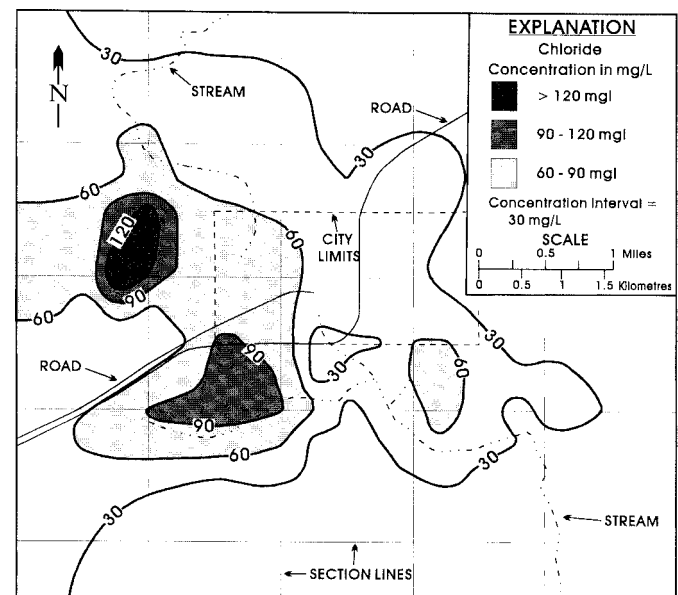 EXPLANATION
Chloride
Concentration in mg/L
> 120 mgl
90 - 120 mgl
60 - 90 mgl
Concentration Interval =
30 mg/L
SCALE
0 0.5 1 Miles
0 0.5 1 1.5 Kilometres
N
30
STREAM
ROAD
30
60
120
CITY
LIMITS
60
90
60
30
ROAD
90
30
60
90
60
30
30
STREAM
SECTION LINES